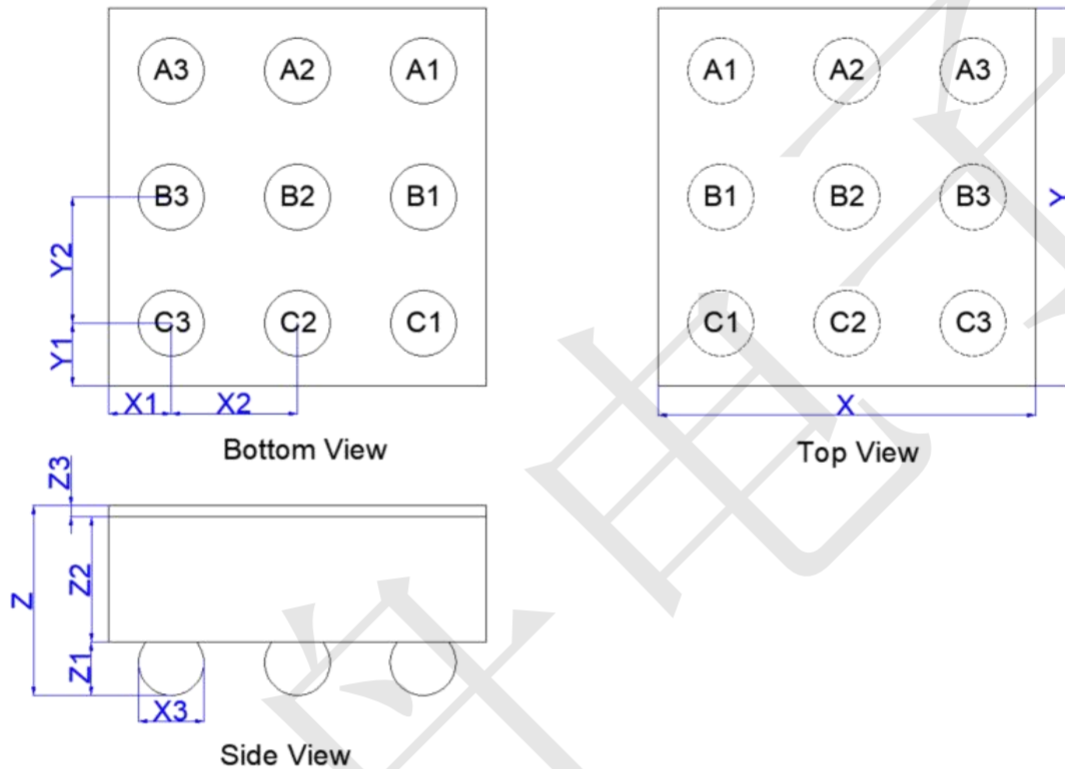 A3 A2 A1
B3 B2 B1
C3 C2 C1
Y2
Y1
X1 X2
Bottom View
A1 A2 A3
B1 B2 B3
C1 C2 C3
Y
X
Top View
Z3
Z2
Z
Z1
X3
Side View